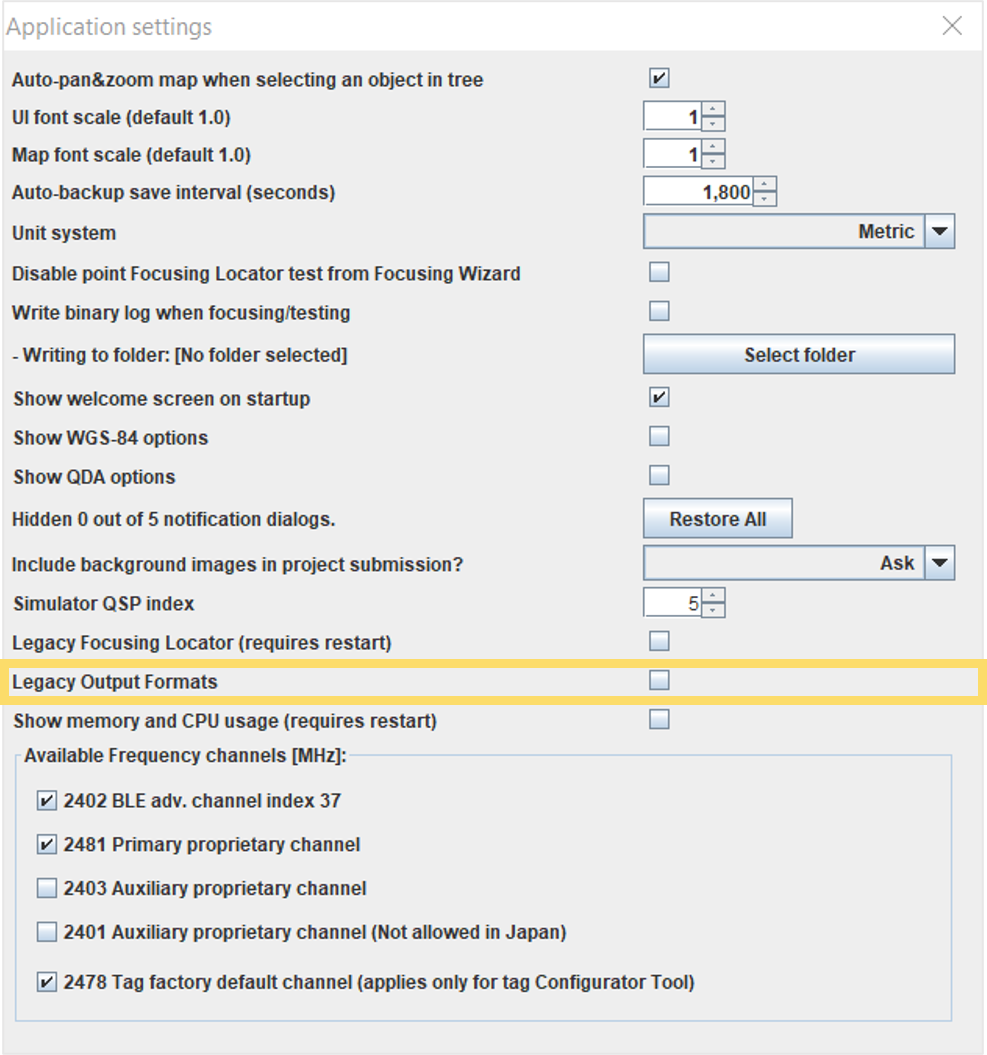 Application settings
Auto-pan&zoom map when selecting an object in tree
UI font scale (default 1.0) 1
Map font scale (default 1.0) 1
Auto-backup save interval (seconds) 1,800
Unit system Metric
Disable point Focusing Locator test from Focusing Wizard
Write binary log when focusing/testing
- Writing to folder: [No folder selected] Select folder
Show welcome screen on startup
Show WGS-84 options
Show QDA options
Hidden 0 out of 5 notification dialogs. Restore All
Include background images in project submission? Ask
Simulator QSP index 5
Legacy Focusing Locator (requires restart)
Legacy Output Formats
Show memory and CPU usage (requires restart)
Available Frequency channels [MHz]:
2402 BLE adv. channel index 37
2481 Primary proprietary channel
2403 Auxiliary proprietary channel
2401 Auxiliary proprietary channel (Not allowed in Japan)
2478 Tag factory default channel (applies only for tag Configurator Tool)